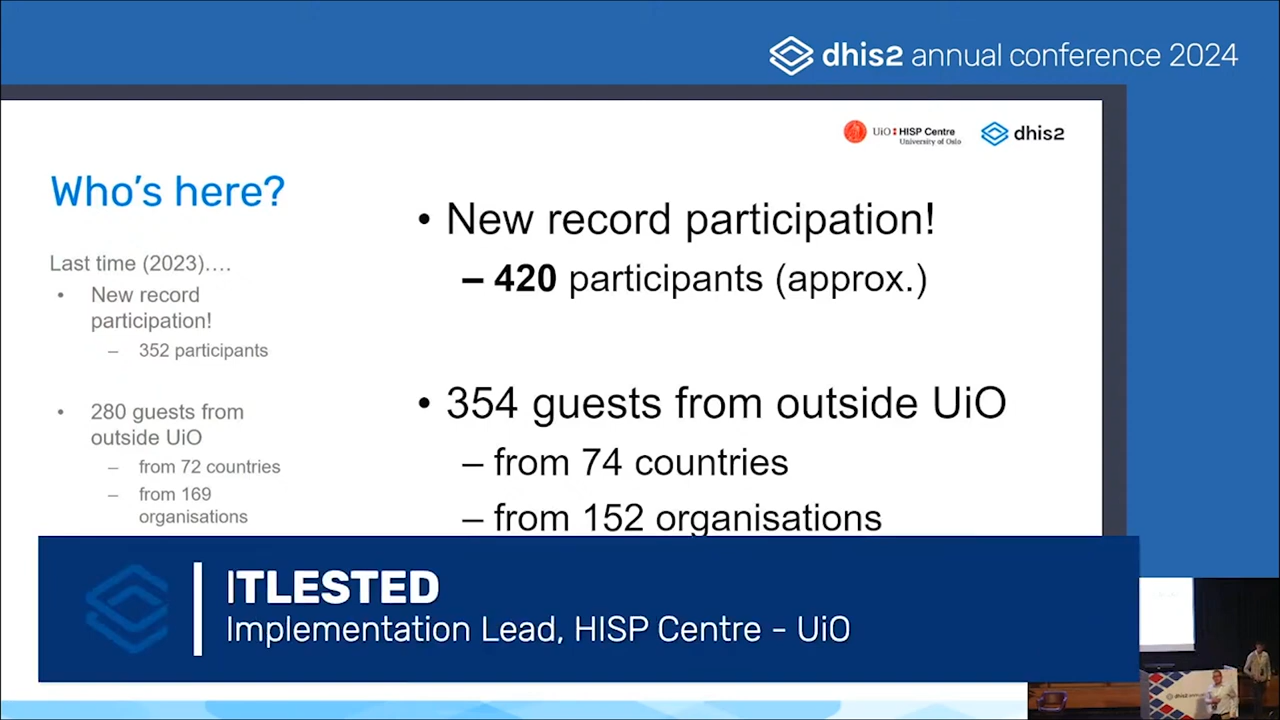 dhis2 annual conference 2024
UiO: HISP Centre
University of Oslo
dhis2
Who's here?
Last time (2023)....
• New record
participation!
– 352 participants
• 280 guests from
outside UiO
– from 72 countries
– from 169
organisations
• New record participation!
– 420 participants (approx.)
• 354 guests from outside UiO
– from 74 countries
– from 152 organisations
ITLESTED
Implementation Lead, HISP Centre - UiO
dhis2 annual